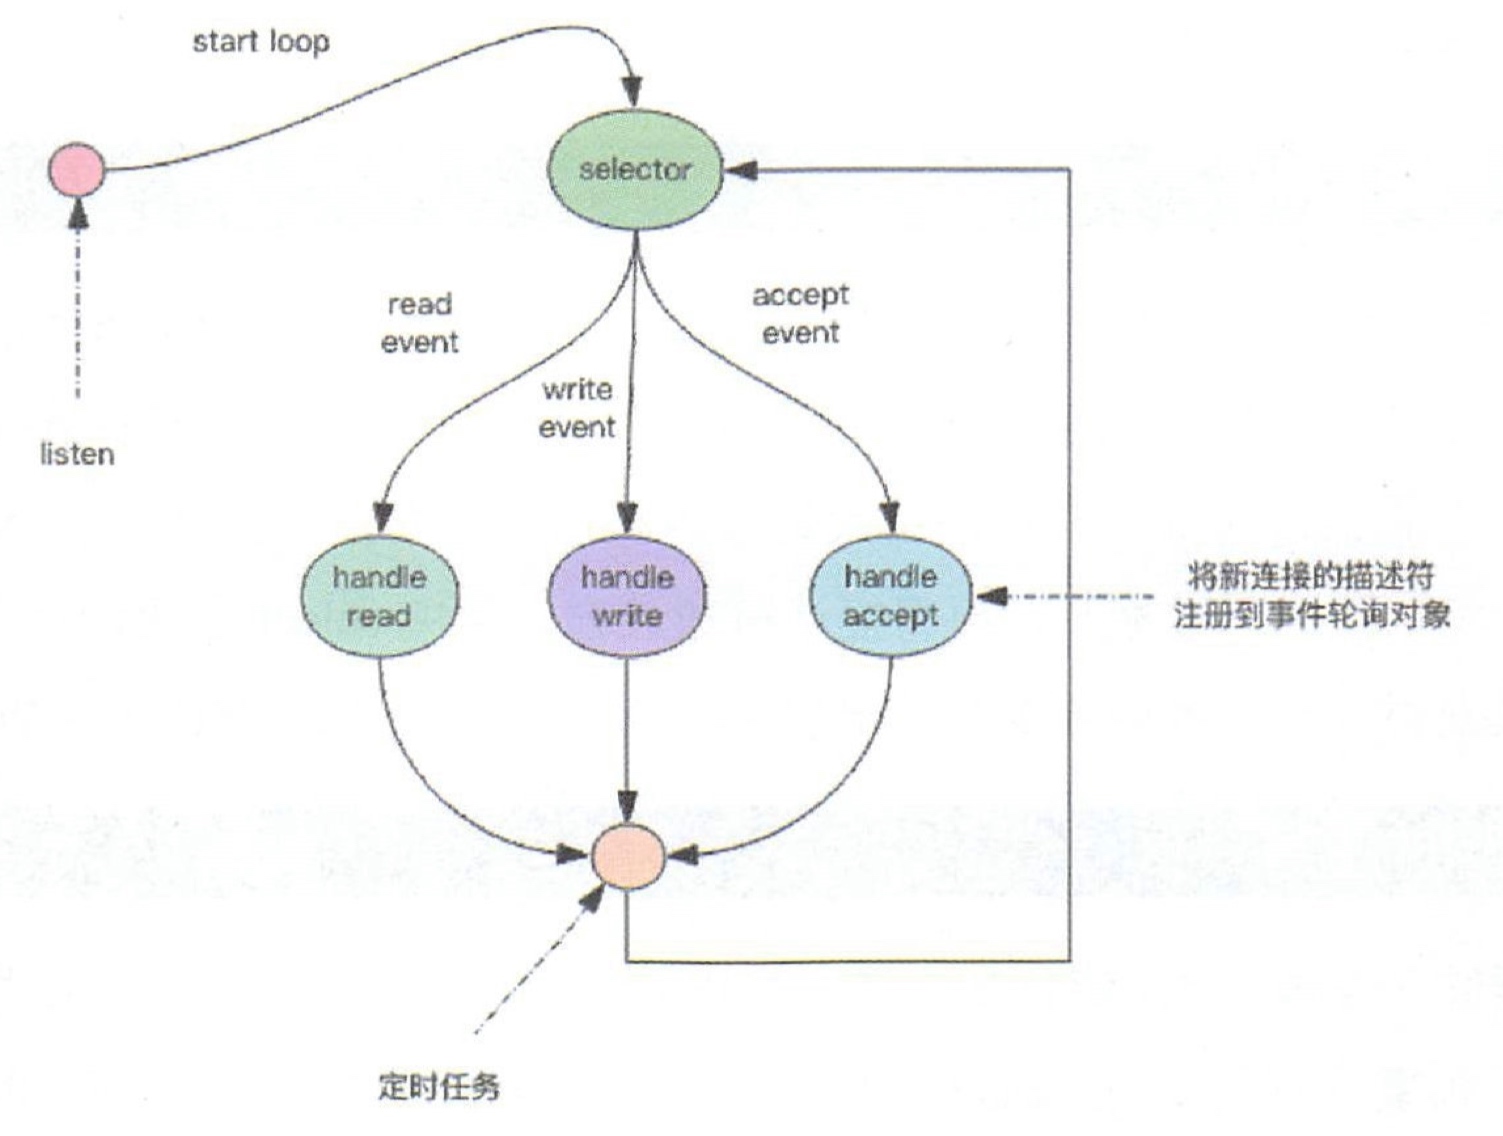 start loop
selector
read
event
accept
event
write
event
listen
handle
read
handle
write
handle
accept
将新连接的描述符
注册到事件轮询对象
定时任务